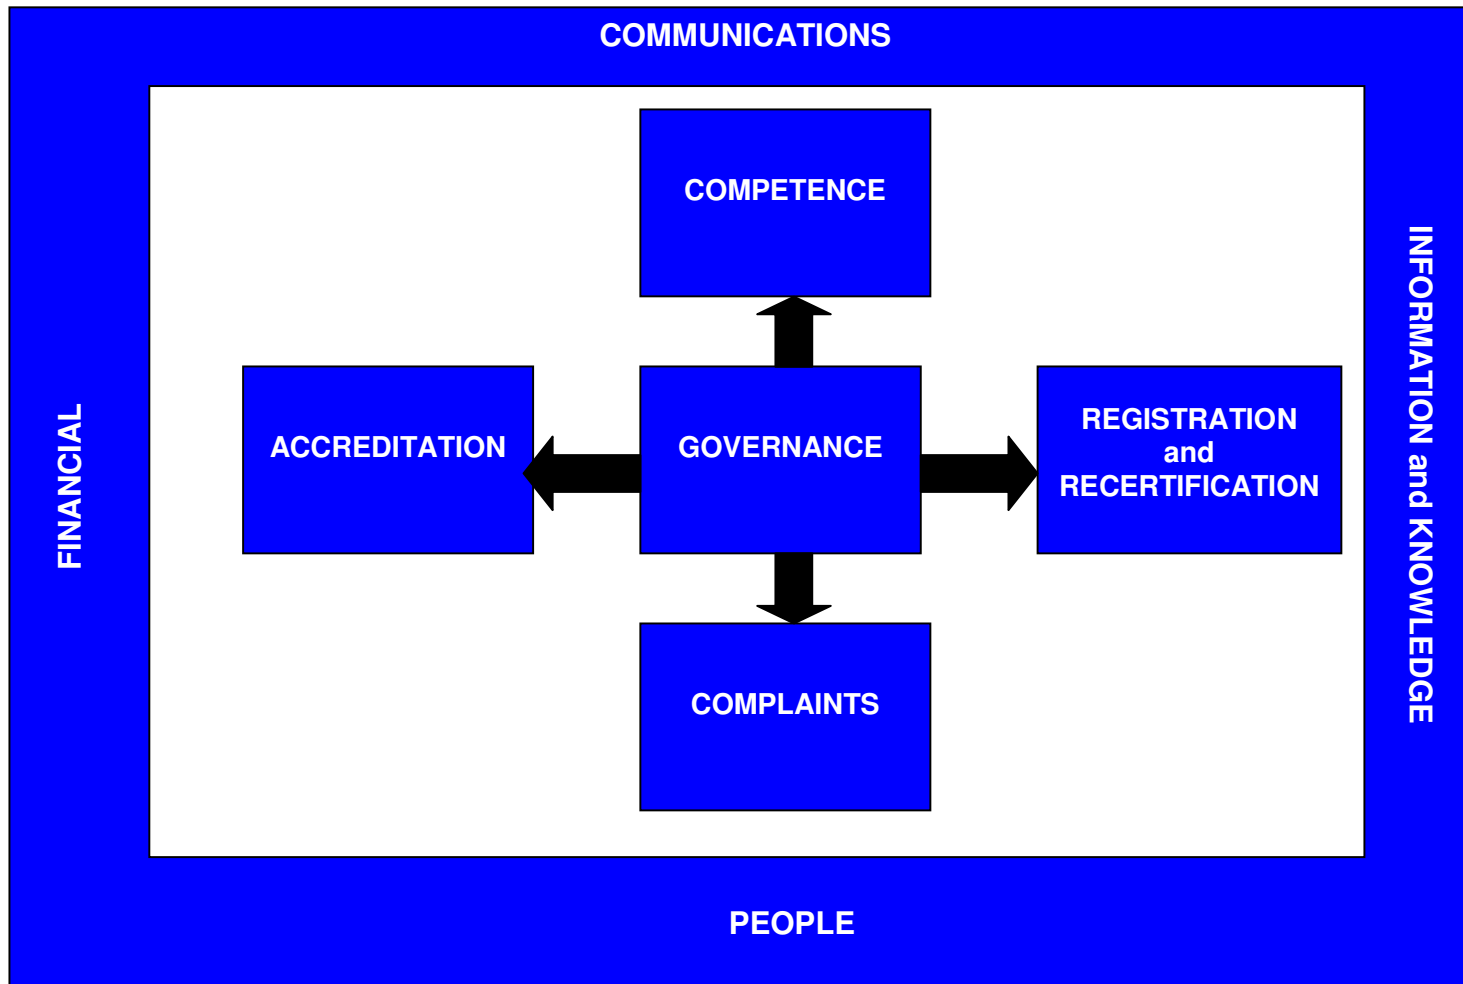 COMMUNICATIONS
COMPETENCE
FINANCIAL
ACCREDITATION
GOVERNANCE
REGISTRATION
and
RECERTIFICATION
INFORMATION and KNOWLEDGE
COMPLAINTS
PEOPLE